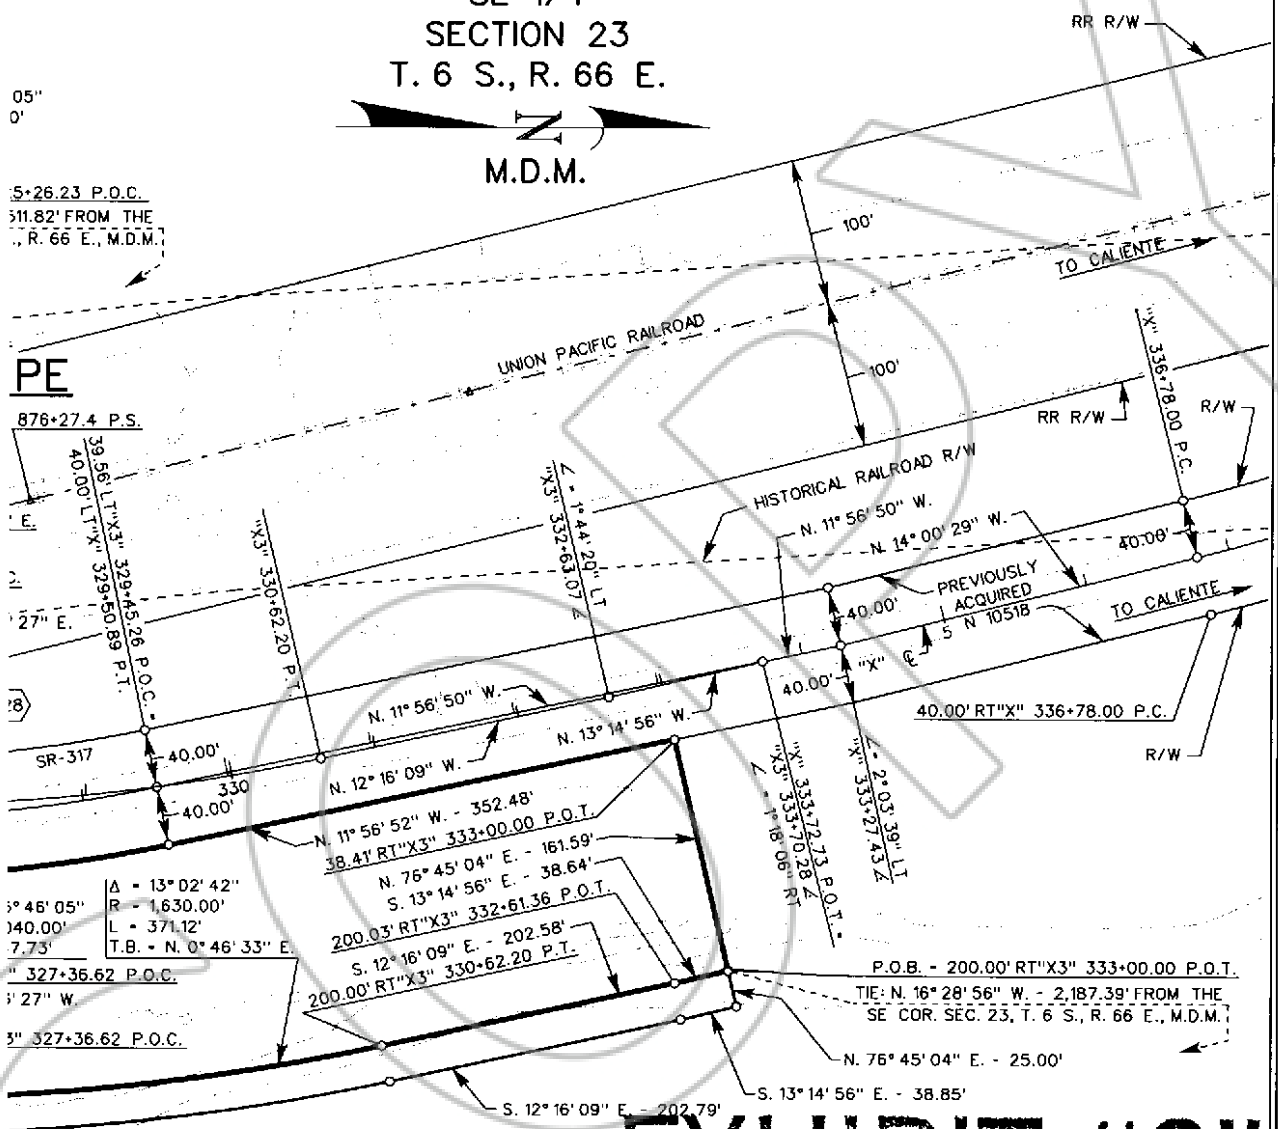 SECTION 23
T. 6 S., R. 66 E.
N
M.D.M.
RR R/W
05"
0'
5+26.23 P.O.C.
511.82' FROM THE
., R. 66 E., M.D.M.
100'
TO CALIENTE
UNION PACIFIC RAILROAD
100'
"X" 336+78.00 P.C.
PE
876+27.4 P.S.
RR R/W
R/W
39.56' LT "X3" 329+45.26 P.O.C. =
40.00' LT "X" 329+50.89 P.T.
"X3" 330+62.20 P.T.
∠ = 1° 44' 29" LT
"X3" 332+63.07 ∠
HISTORICAL RAILROAD R/W
N. 11° 56' 50" W.
N. 14° 00' 29" W.
40.00'
' E.
27" E.
PREVIOUSLY
ACQUIRED
40.00'
5 N 10518
TO CALIENTE
"X" ℄
40.00'
28
N. 11° 56' 50" W.
N. 13° 14' 56" W.
40.00' RT "X" 336+78.00 P.C.
SR-317
40.00'
330
N. 12° 16' 09" W.
R/W
40.00'
∠ = 2° 03' 39" LT
"X" 333+27.43 ∠
"X" 333+72.73 P.O.T. =
"X3" 333+70.28 ∠
∠ = 1° 18' 06" RT
N. 11° 56' 52" W. - 352.48'
38.41' RT "X3" 333+00.00 P.O.T.
N. 76° 45' 04" E. - 161.59'
S. 13° 14' 56" E. - 38.64'
200.03' RT "X3" 332+61.36 P.O.T.
S. 12° 16' 09" E. - 202.58'
200.00' RT "X3" 330+62.20 P.T.
Δ = 13° 02' 42"
R = 1,630.00'
L = 371.12'
T.B. = N. 0° 46' 33" E.
6° 46' 05"
040.00'
7.73'
" 327+36.62 P.O.C.
27" W.
3" 327+36.62 P.O.C.
P.O.B. - 200.00' RT "X3" 333+00.00 P.O.T.
TIE: N. 16° 28' 56" W. - 2,187.39' FROM THE
SE COR. SEC. 23, T. 6 S., R. 66 E., M.D.M.
N. 76° 45' 04" E. - 25.00'
S. 13° 14' 56" E. - 38.85'
S. 12° 16' 09" E. - 202.79'